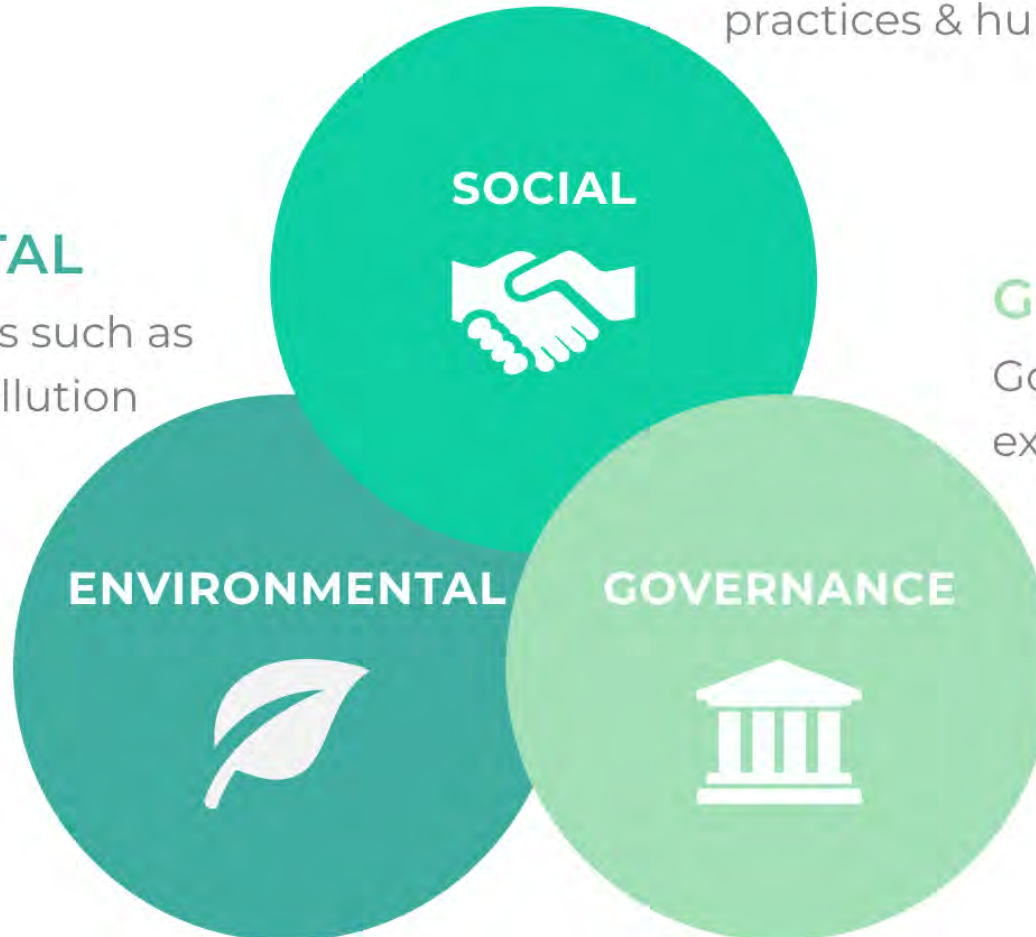 practices & hu
SOCIAL
TAL
s such as
llution
G
Go
ex
ENVIRONMENTAL
GOVERNANCE